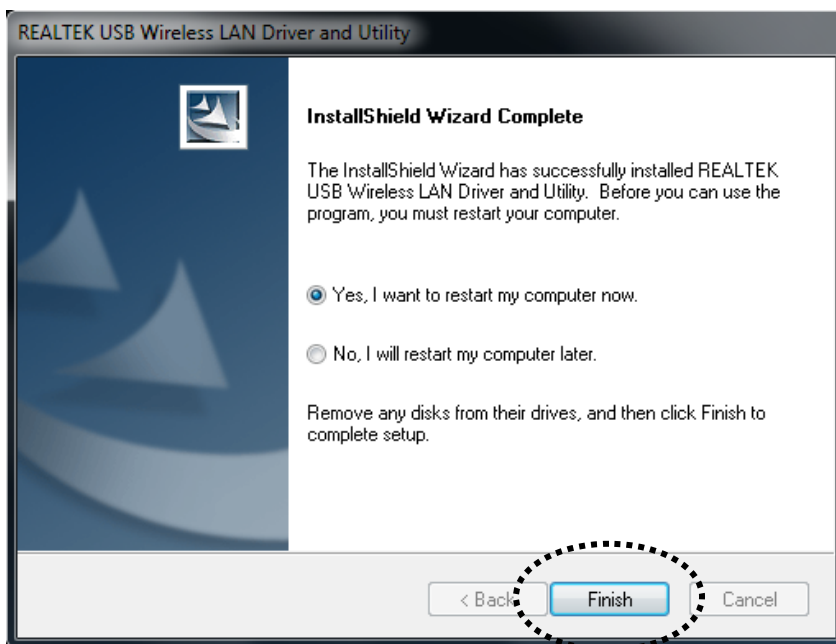 REALTEK USB Wireless LAN Driver and Utility
InstallShield Wizard Complete
The InstallShield Wizard has successfully installed REALTEK
USB Wireless LAN Driver and Utility.  Before you can use the
program, you must restart your computer.
Yes, I want to restart my computer now.
No, I will restart my computer later.
Remove any disks from their drives, and then click Finish to
complete setup.
< Back Finish Cancel